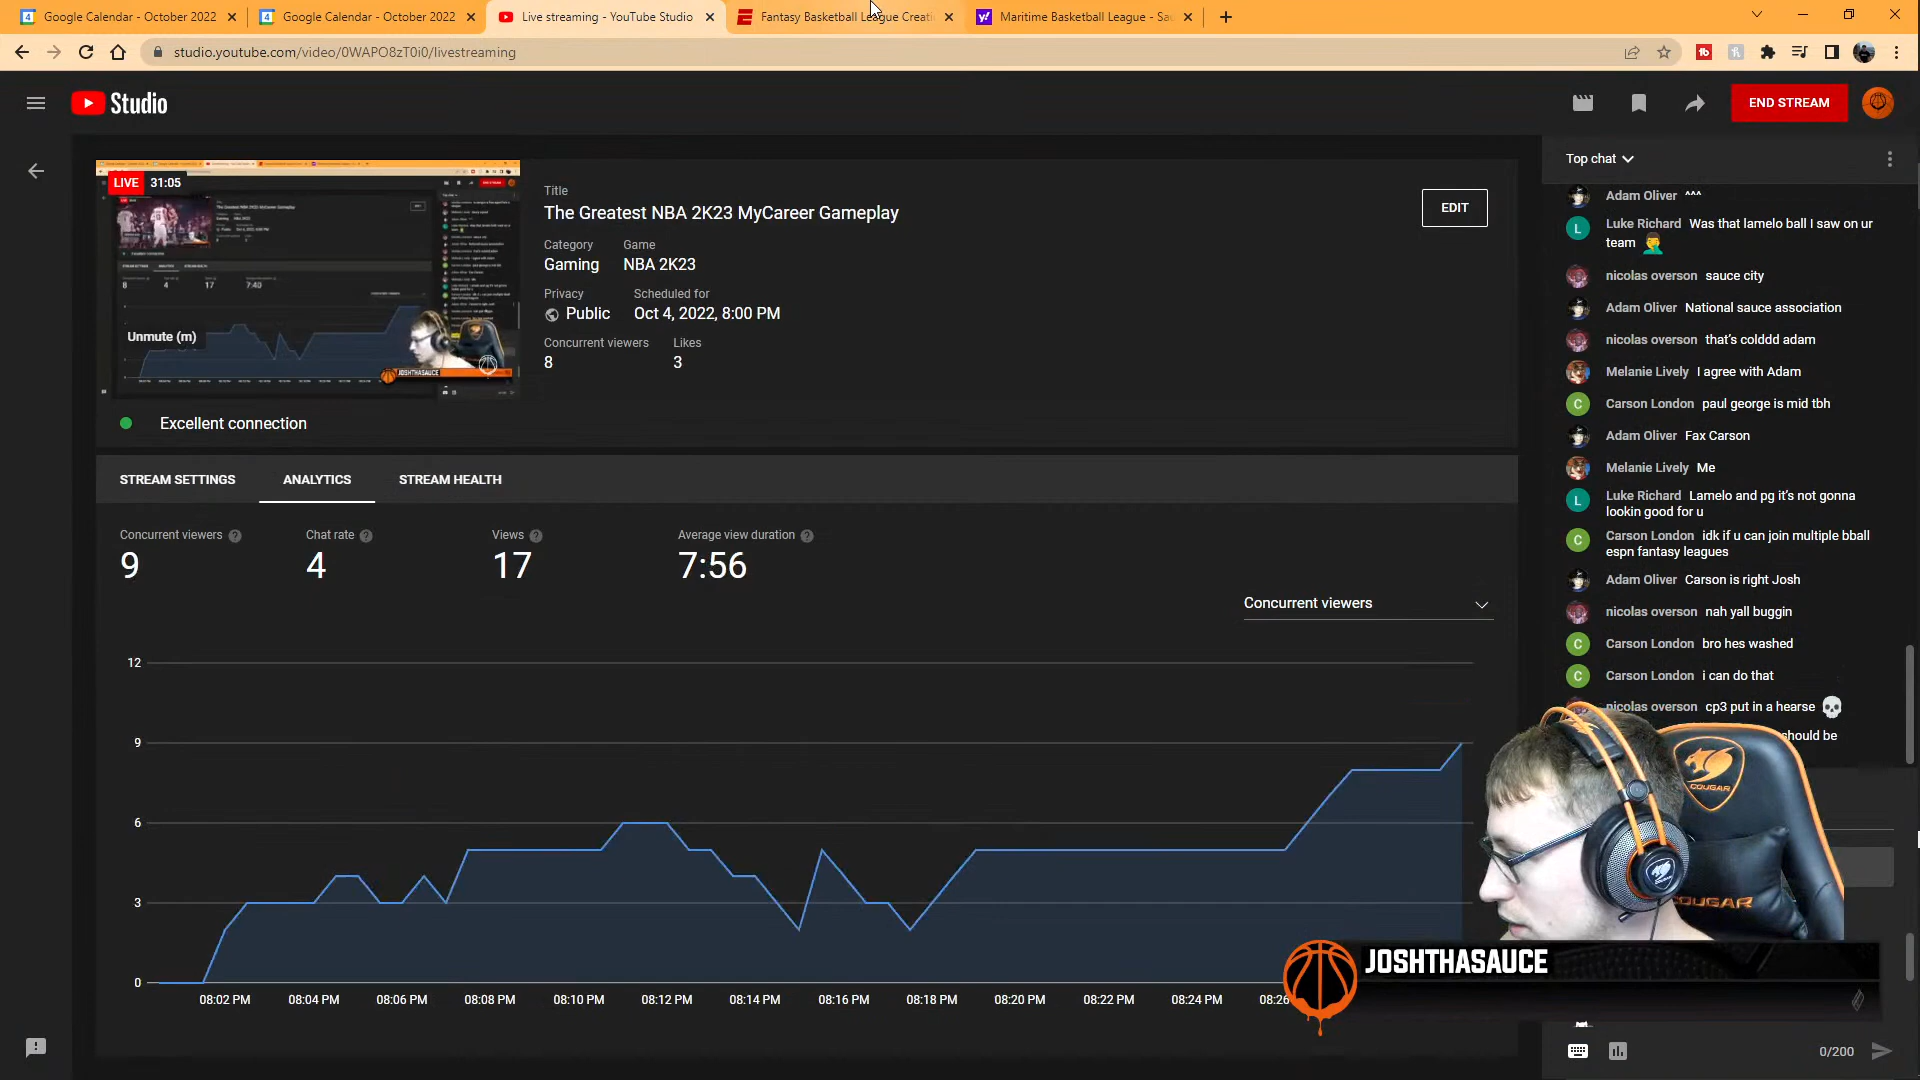 Google Calendar - October 2022
Google Calendar - October 2022
Live streaming - YouTube Studio
Fantasy Basketball League Creati
Maritime Basketball League - Sau
studio.youtube.com/video/0WAPO8zT0i0/livestreaming
Studio
END STREAM
LIVE 31:05
Unmute (m)
JOSHTHASAUCE
Title
The Greatest NBA 2K23 MyCareer Gameplay
EDIT
Category Game
Gaming NBA 2K23
Privacy Scheduled for
Public Oct 4, 2022, 8:00 PM
Concurrent viewers Likes
8 3
Excellent connection
STREAM SETTINGS ANALYTICS STREAM HEALTH
Concurrent viewers Chat rate Views Average view duration
9 4 17 7:56
Concurrent viewers
12
9
6
3
0
08:02 PM 08:04 PM 08:06 PM 08:08 PM 08:10 PM 08:12 PM 08:14 PM 08:16 PM 08:18 PM 08:20 PM 08:22 PM 08:24 PM 08:26
Top chat
Adam Oliver ^^^
Luke Richard Was that lamelo ball I saw on ur
team 🤦‍♂️
nicolas overson sauce city
Adam Oliver National sauce association
nicolas overson that's colddd adam
Melanie Lively I agree with Adam
Carson London paul george is mid tbh
Adam Oliver Fax Carson
Melanie Lively Me
Luke Richard Lamelo and pg it's not gonna
lookin good for u
Carson London idk if u can join multiple bball
espn fantasy leagues
Adam Oliver Carson is right Josh
nicolas overson nah yall buggin
Carson London bro hes washed
Carson London i can do that
nicolas overson cp3 put in a hearse 💀
should be
COUGAR
COUGAR
JOSHTHASAUCE
0/200